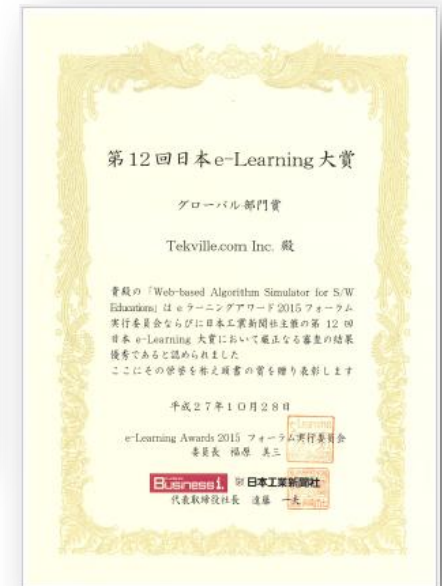 第12回日本e-Learning大賞
グローバル部門賞
Tekville.com Inc. 殿
貴殿の「Web-based Algorithm Simulator for S/W
Educations」は eラーニングアワード2015フォーラム
実行委員会ならびに日本工業新聞社主催の第12回
日本 e-Learning 大賞において厳正なる審査の結果
優秀であると認められました
ここにその栄誉を称え頭書の賞を贈り表彰します
平成27年10月28日
e-Learning Awards 2015 フォーラム実行委員会
委員長 福原 美三
Business i. 日本工業新聞社
代表取締役社長 遠藤 一夫